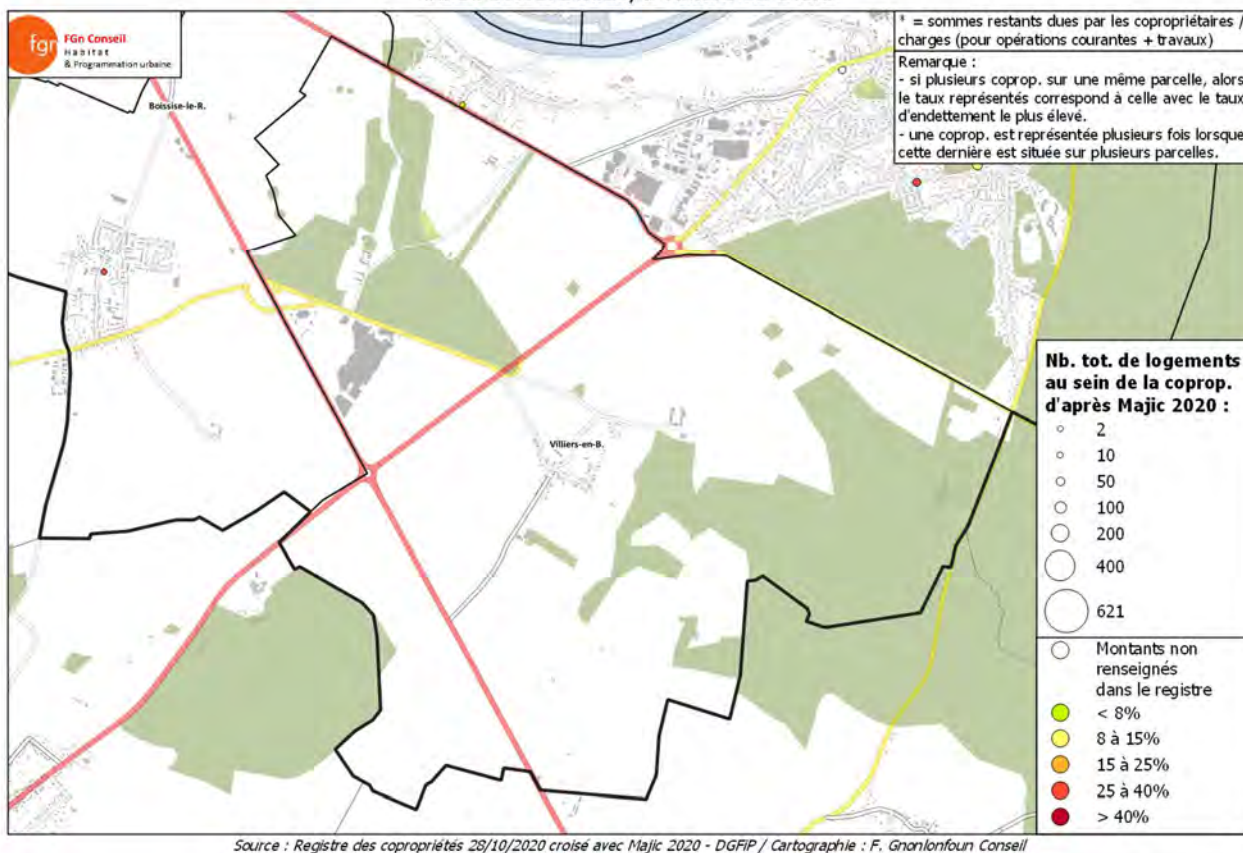 fgn
FGn Conseil
Habitat
& Programmation urbaine
* = sommes restants dues par les copropriétaires /
charges (pour opérations courantes + travaux)
Remarque :
- si plusieurs coprop. sur une même parcelle, alors
le taux représentés correspond à celle avec le taux
d'endettement le plus élevé.
- une coprop. est représentée plusieurs fois lorsque
cette dernière est située sur plusieurs parcelles.
Boissise-le-R.
Villiers-en-B.
Nb. tot. de logements
au sein de la coprop.
d'après Majic 2020 :
2
10
50
100
200
400
621
Montants non
renseignés
dans le registre
< 8%
8 à 15%
15 à 25%
25 à 40%
> 40%
Source : Registre des copropriétés 28/10/2020 croisé avec Majic 2020 - DGFiP / Cartographie : F. Gnonlonfoun Conseil